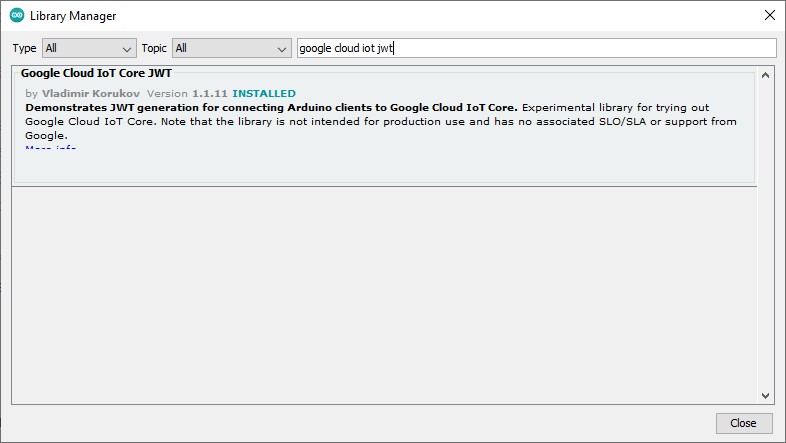 Library Manager
Type All Topic All google cloud iot jwt
Google Cloud IoT Core JWT
by Vladimir Korukov Version 1.1.11 INSTALLED
Demonstrates JWT generation for connecting Arduino clients to Google Cloud IoT Core. Experimental library for trying out
Google Cloud IoT Core. Note that the library is not intended for production use and has no associated SLO/SLA or support from
Google.
More info
Close